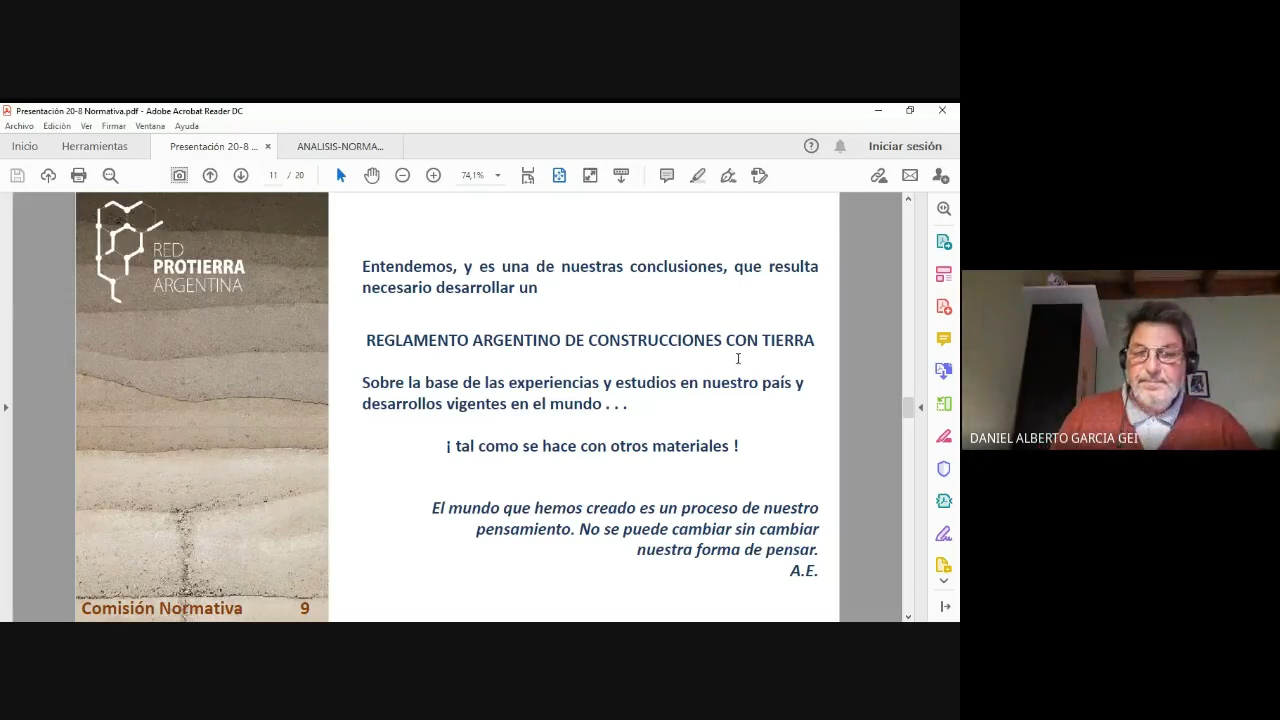 Presentación 20-8 Normativa.pdf - Adobe Acrobat Reader DC
Archivo Edición Ver Firmar Ventana Ayuda
Inicio Herramientas Presentación 20-8 ... × ANALISIS-NORMA... Iniciar sesión
11 / 20 74,1%
RED
PROTIERRA
ARGENTINA
Entendemos, y es una de nuestras conclusiones, que resulta
necesario desarrollar un
REGLAMENTO ARGENTINO DE CONSTRUCCIONES CON TIERRA
Sobre la base de las experiencias y estudios en nuestro país y
desarrollos vigentes en el mundo . . .
¡ tal como se hace con otros materiales !
El mundo que hemos creado es un proceso de nuestro
pensamiento. No se puede cambiar sin cambiar
nuestra forma de pensar.
A.E.
Comisión Normativa 9
DANIEL ALBERTO GARCIA GEI